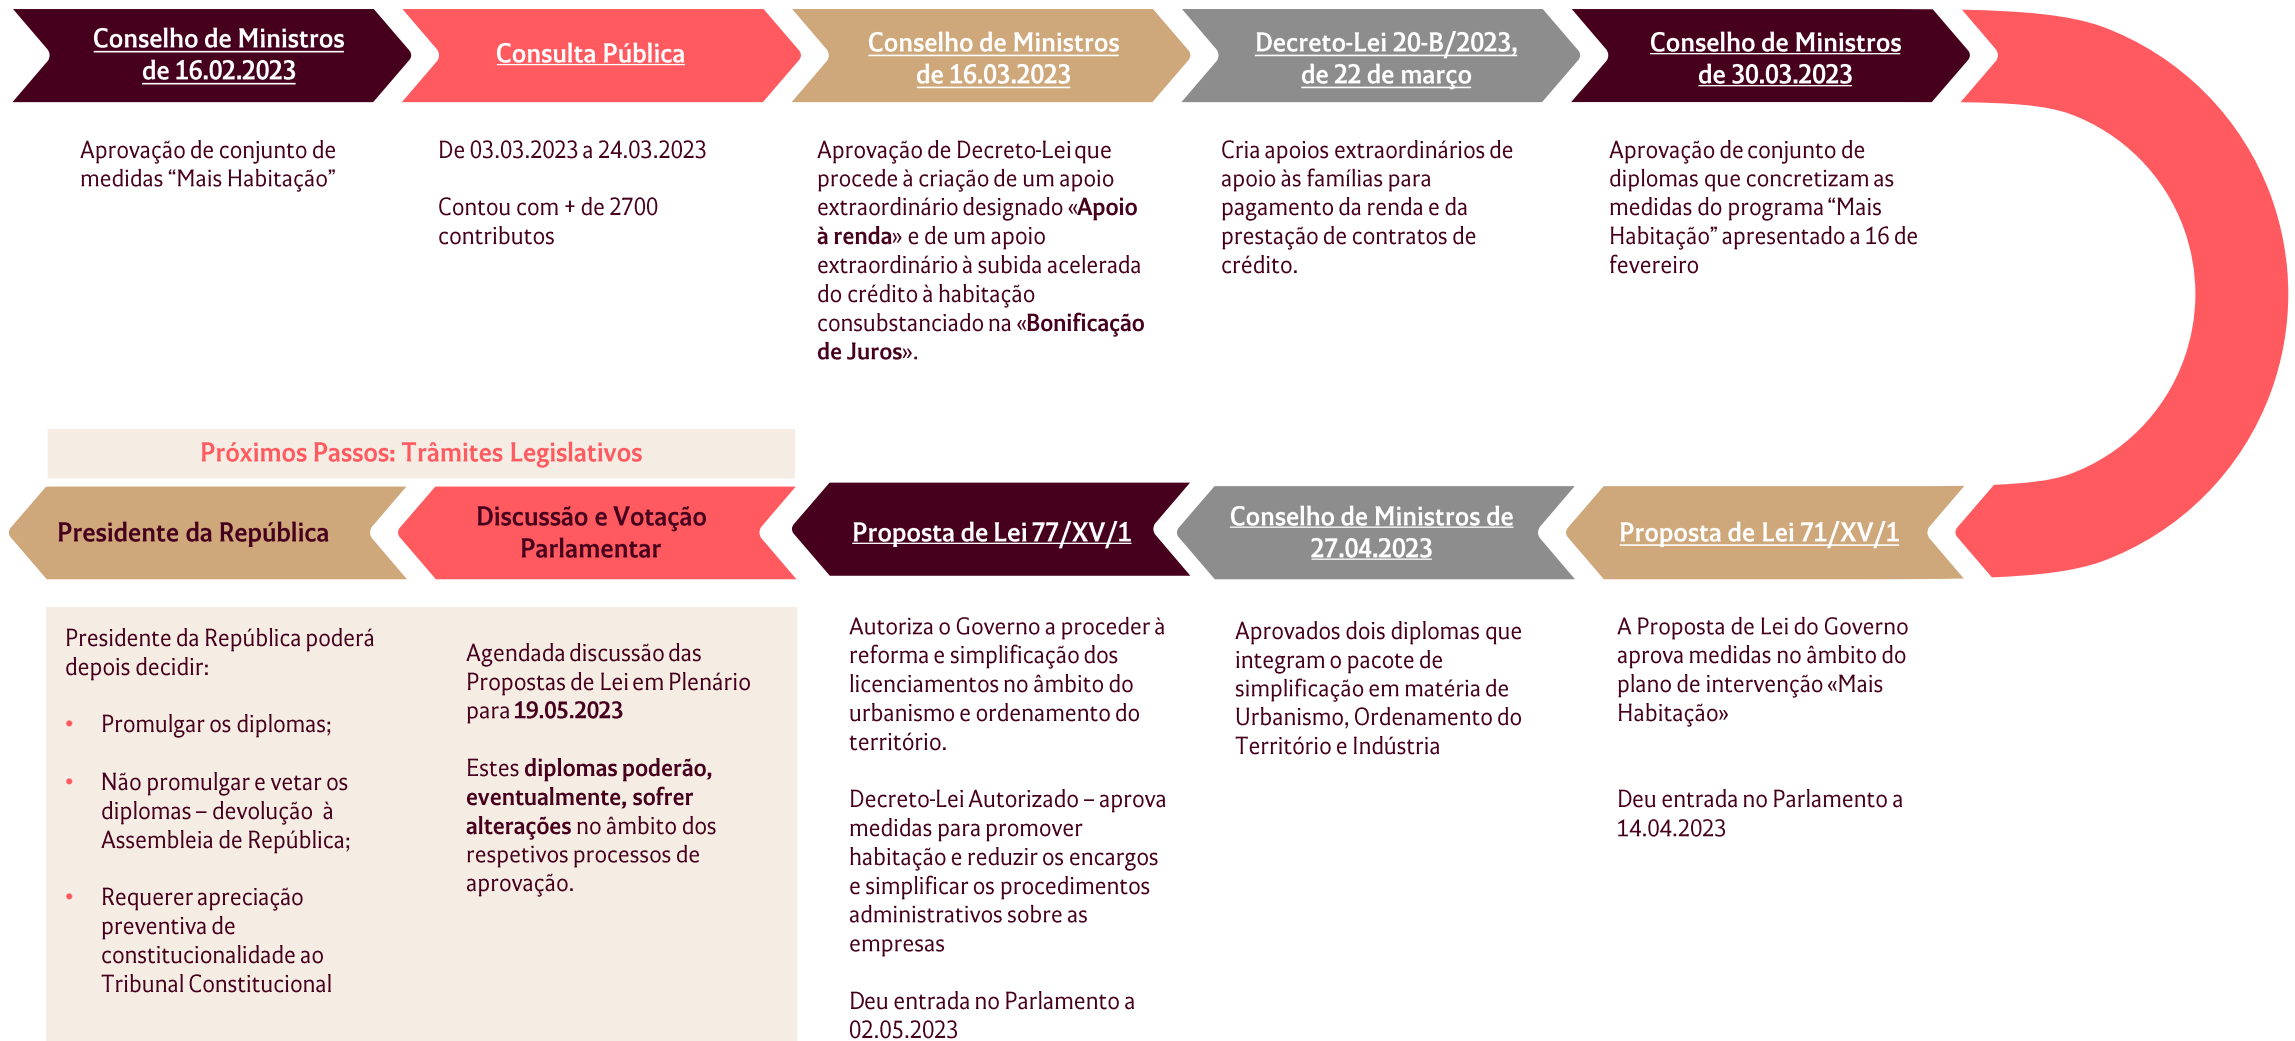 Conselho de Ministros
de 16.02.2023
Aprovação de conjunto de
medidas “Mais Habitação”
Consulta Pública
De 03.03.2023 a 24.03.2023
Contou com + de 2700
contributos
Conselho de Ministros
de 16.03.2023
Aprovação de Decreto-Lei que
procede à criação de um apoio
extraordinário designado «Apoio
à renda» e de um apoio
extraordinário à subida acelerada
do crédito à habitação
consubstanciado na «Bonificação
de Juros».
Decreto-Lei 20-B/2023,
de 22 de março
Cria apoios extraordinários de
apoio às famílias para
pagamento da renda e da
prestação de contratos de
crédito.
Conselho de Ministros
de 30.03.2023
Aprovação de conjunto de
diplomas que concretizam as
medidas do programa “Mais
Habitação” apresentado a 16 de
fevereiro
Proposta de Lei 71/XV/1
A Proposta de Lei do Governo
aprova medidas no âmbito do
plano de intervenção «Mais
Habitação»
Deu entrada no Parlamento a
14.04.2023
Conselho de Ministros de
27.04.2023
Aprovados dois diplomas que
integram o pacote de
simplificação em matéria de
Urbanismo, Ordenamento do
Território e Indústria
Proposta de Lei 77/XV/1
Autoriza o Governo a proceder à
reforma e simplificação dos
licenciamentos no âmbito do
urbanismo e ordenamento do
território.
Decreto-Lei Autorizado – aprova
medidas para promover
habitação e reduzir os encargos
e simplificar os procedimentos
administrativos sobre as
empresas
Deu entrada no Parlamento a
02.05.2023
Próximos Passos: Trâmites Legislativos
Discussão e Votação
Parlamentar
Agendada discussão das
Propostas de Lei em Plenário
para 19.05.2023
Estes diplomas poderão,
eventualmente, sofrer
alterações no âmbito dos
respetivos processos de
aprovação.
Presidente da República
Presidente da República poderá
depois decidir:
• Promulgar os diplomas;
• Não promulgar e vetar os
diplomas – devolução à
Assembleia de República;
• Requerer apreciação
preventiva de
constitucionalidade ao
Tribunal Constitucional